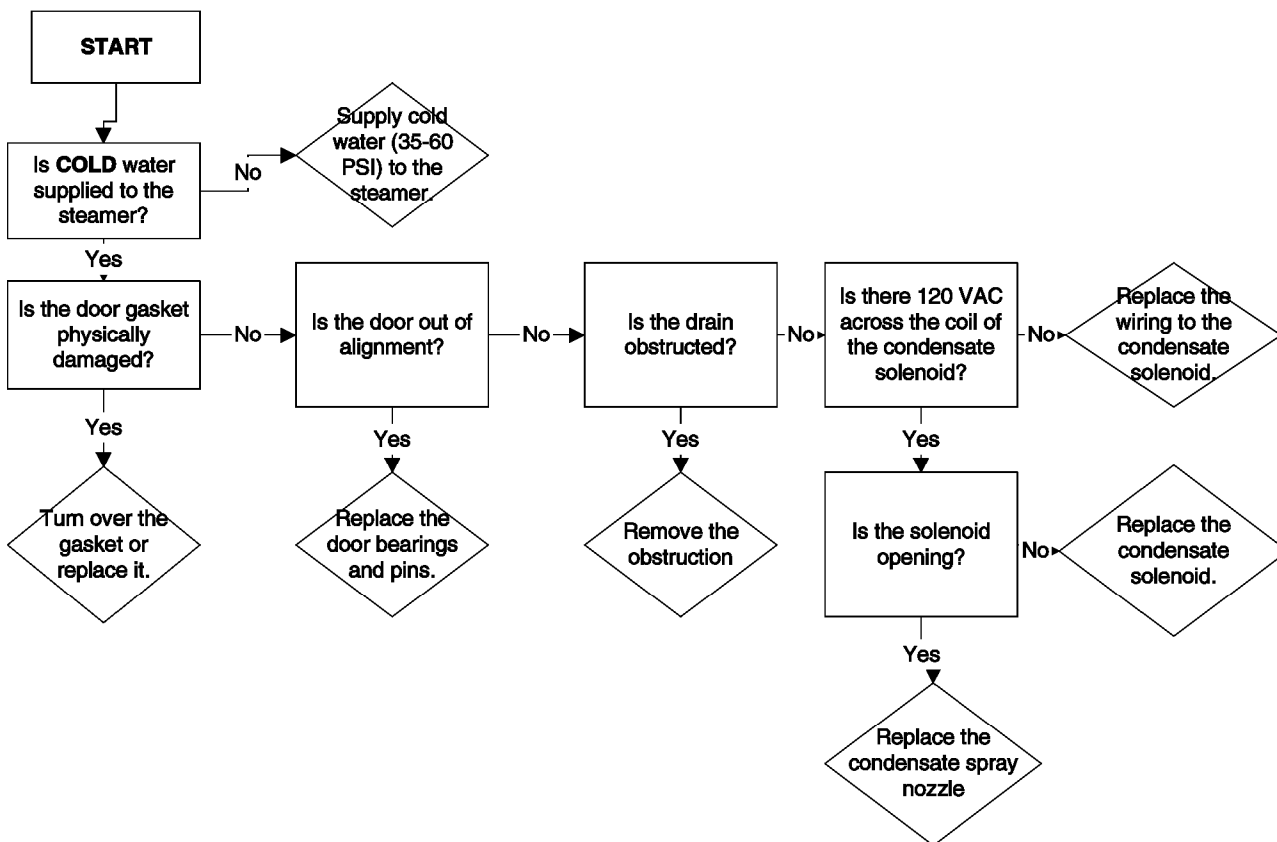 START
Is COLD water
supplied to the
steamer?
No
Supply cold
water (35-60
PSI) to the
steamer.
Yes
Is the door gasket
physically
damaged?
No
Is the door out of
alignment?
No
Is the drain
obstructed?
No
Is there 120 VAC
across the coil of
the condensate
solenoid?
No
Replace the
wiring to the
condensate
solenoid.
Yes
Turn over the
gasket or
replace it.
Yes
Replace the
door bearings
and pins.
Yes
Remove the
obstruction
Yes
Is the solenoid
opening?
No
Replace the
condensate
solenoid.
Yes
Replace the
condensate spray
nozzle